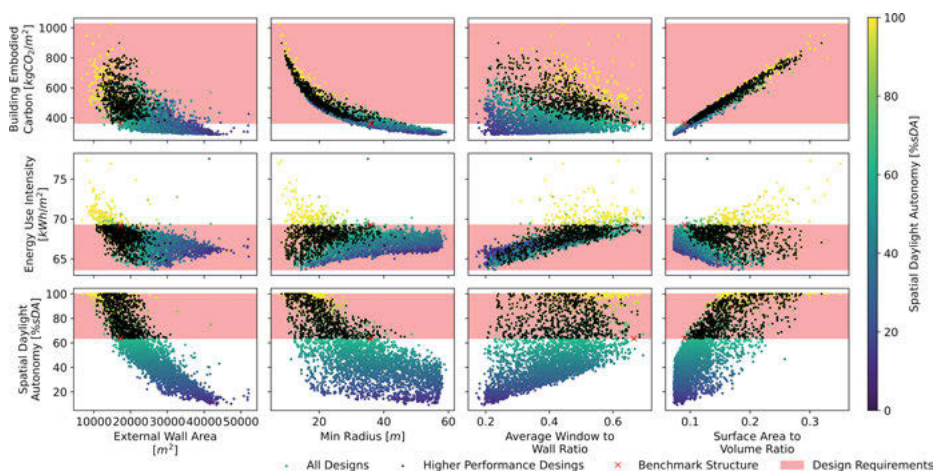 Building Embodied
Carbon [kgCO₂/m²]
1000
800
600
400
Energy Use Intensity
[kWh/m²]
75
70
65
Spatial Daylight
Autonomy [%sDA]
100
80
60
40
20
10000 20000 30000 40000 50000
External Wall Area
[m²]
20 40 60
Min Radius [m]
0.2 0.4 0.6
Average Window to
Wall Ratio
0.1 0.2 0.3
Surface Area to
Volume Ratio
100
80
60
40
20
0
Spatial Daylight Autonomy [%sDA]
All Designs Higher Performance Desings Benchmark Structure Design Requirements